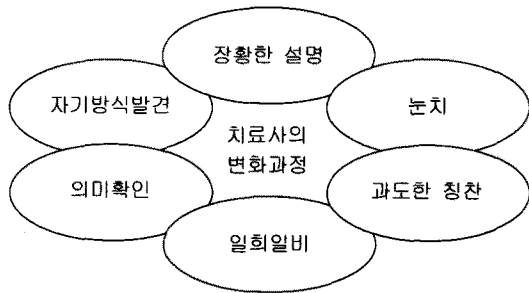 장황한 설명
자기방식발견
눈치
치료사의
변화과정
의미확인
과도한 칭찬
일희알비